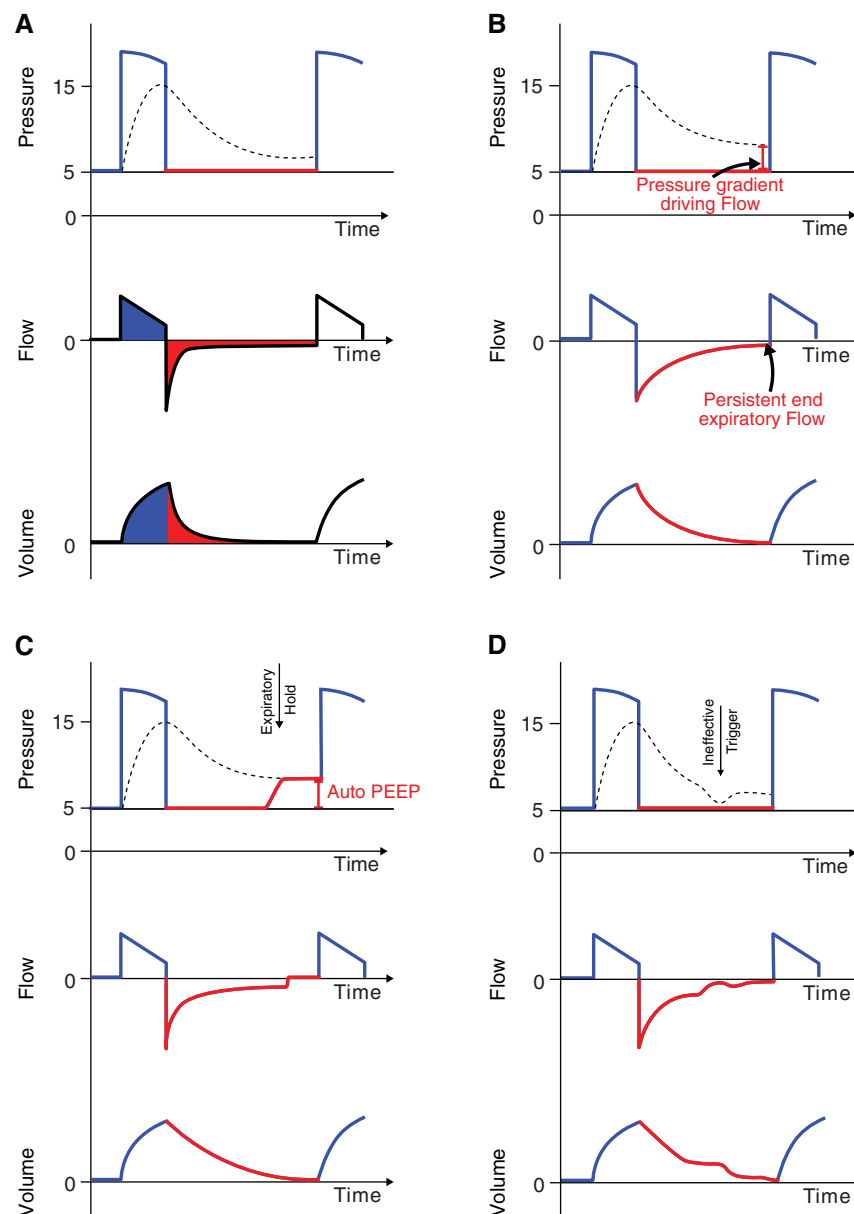 A
Pressure
15
5
0
Time
Flow
0
Time
Volume
0
Time
B
Pressure
15
5
Pressure gradient
driving Flow
0
Time
Flow
0
Time
Persistent end
expiratory Flow
Volume
0
Time
C
Pressure
Expiratory
Hold
15
Auto PEEP
5
0
Time
Flow
0
Time
Volume
0
Time
D
Pressure
Ineffective
Trigger
15
5
0
Time
Flow
0
Time
Volume
0
Time